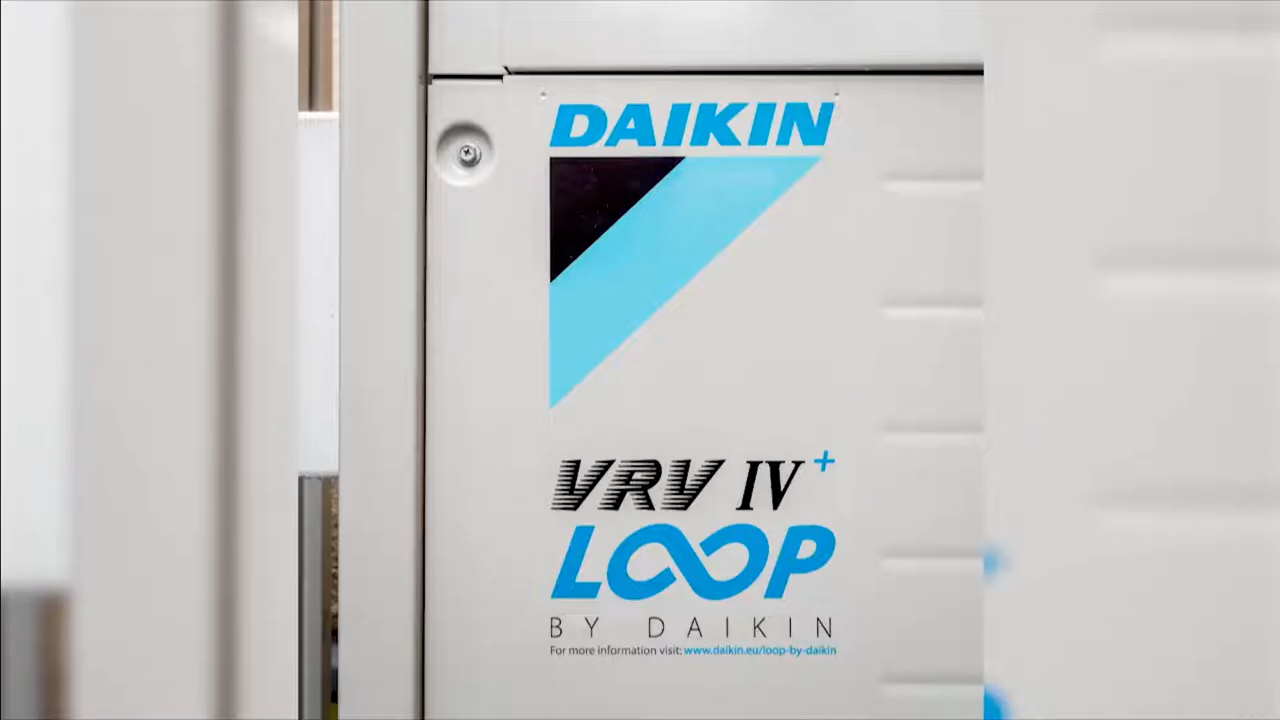 DAIKIN
VRV IV+
LOOP
BY DAIKIN
For more information visit: www.daikin.eu/loop-by-daikin